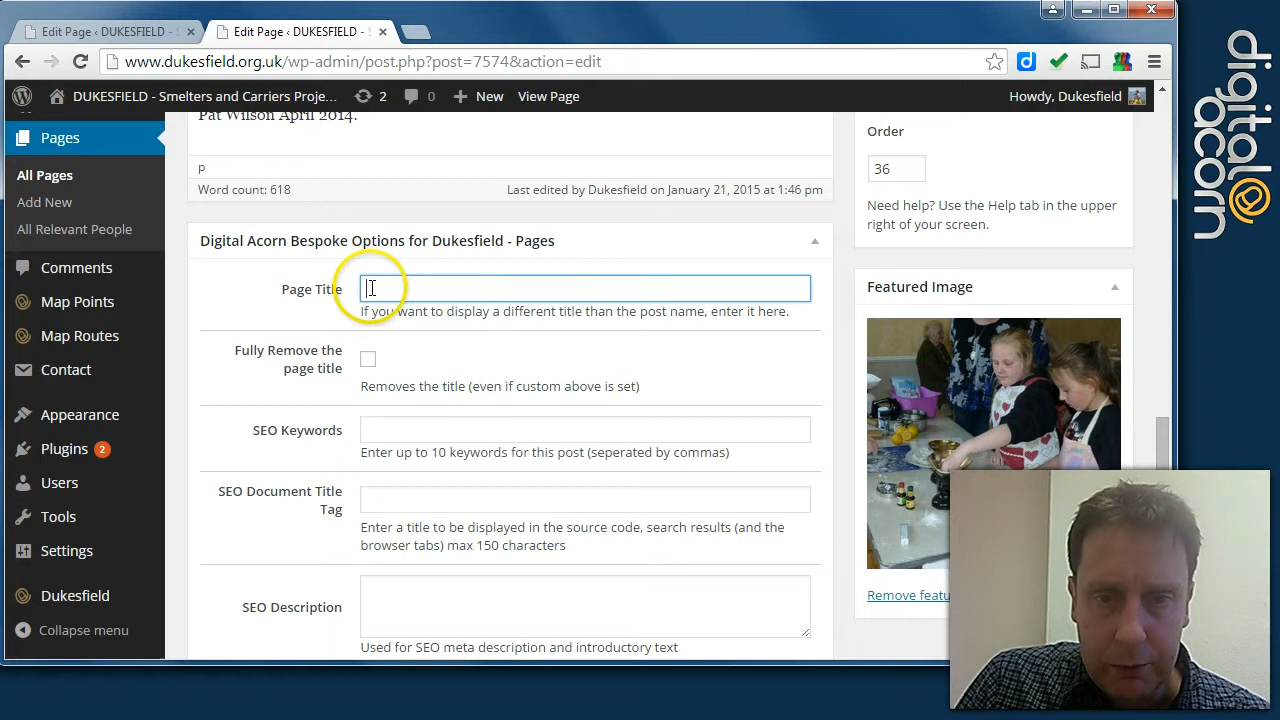 Edit Page ‹ DUKESFIELD - S
Edit Page ‹ DUKESFIELD - S
www.dukesfield.org.uk/wp-admin/post.php?post=7574&action=edit
DUKESFIELD - Smelters and Carriers Proje... 2 0 New View Page Howdy, Dukesfield
Pages
All Pages
Add New
All Relevant People
Comments
Map Points
Map Routes
Contact
Appearance
Plugins 2
Users
Tools
Settings
Dukesfield
Collapse menu
Pat Wilson April 2014.
p
Word count: 618 Last edited by Dukesfield on January 21, 2015 at 1:46 pm
Digital Acorn Bespoke Options for Dukesfield - Pages
Page Title
If you want to display a different title than the post name, enter it here.
Fully Remove the
page title
Removes the title (even if custom above is set)
SEO Keywords
Enter up to 10 keywords for this post (seperated by commas)
SEO Document Title
Tag
Enter a title to be displayed in the source code, search results (and the
browser tabs) max 150 characters
SEO Description
Used for SEO meta description and introductory text
Order
36
Need help? Use the Help tab in the upper
right of your screen.
Featured Image
Remove featu
digital@
acorn